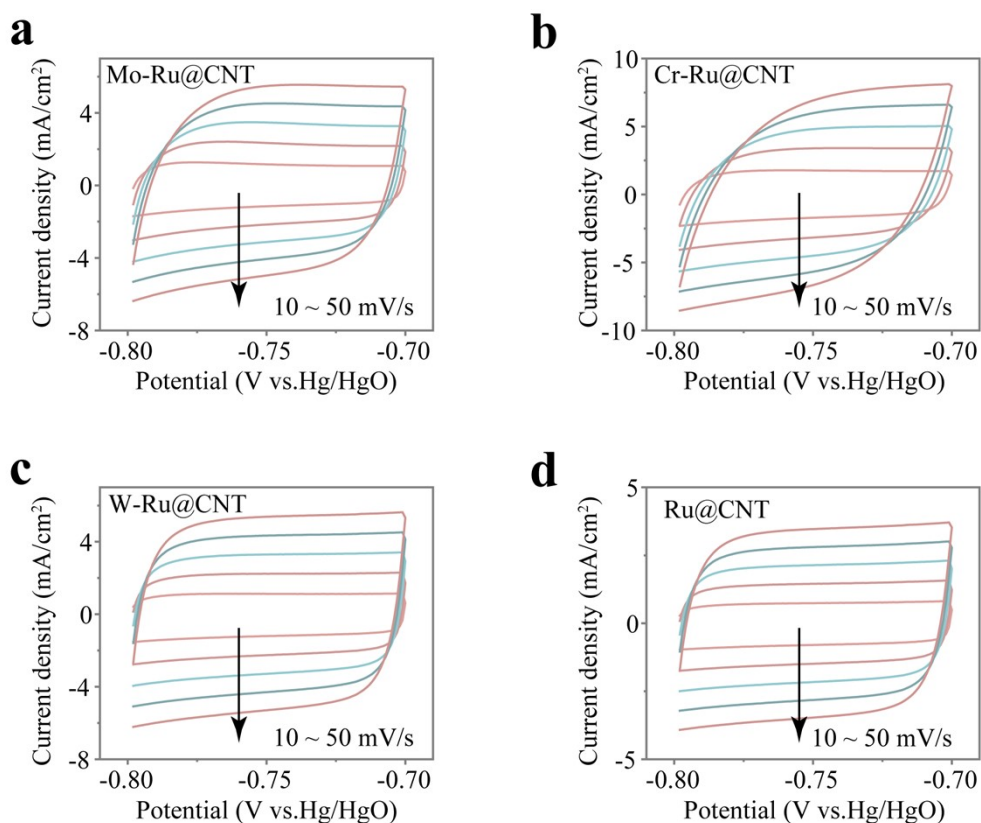 a
Mo-Ru@CNT
Current density (mA/cm²)
4
0
-4
-8
10 ~ 50 mV/s
-0.80
-0.75
-0.70
Potential (V vs.Hg/HgO)
b
Cr-Ru@CNT
Current density (mA/cm²)
10
5
0
-5
-10
10 ~ 50 mV/s
-0.80
-0.75
-0.70
Potential (V vs.Hg/HgO)
c
W-Ru@CNT
Current density (mA/cm²)
4
0
-4
-8
10 ~ 50 mV/s
-0.80
-0.75
-0.70
Potential (V vs.Hg/HgO)
d
Ru@CNT
Current density (mA/cm²)
5
0
-5
10 ~ 50 mV/s
-0.80
-0.75
-0.70
Potential (V vs.Hg/HgO)